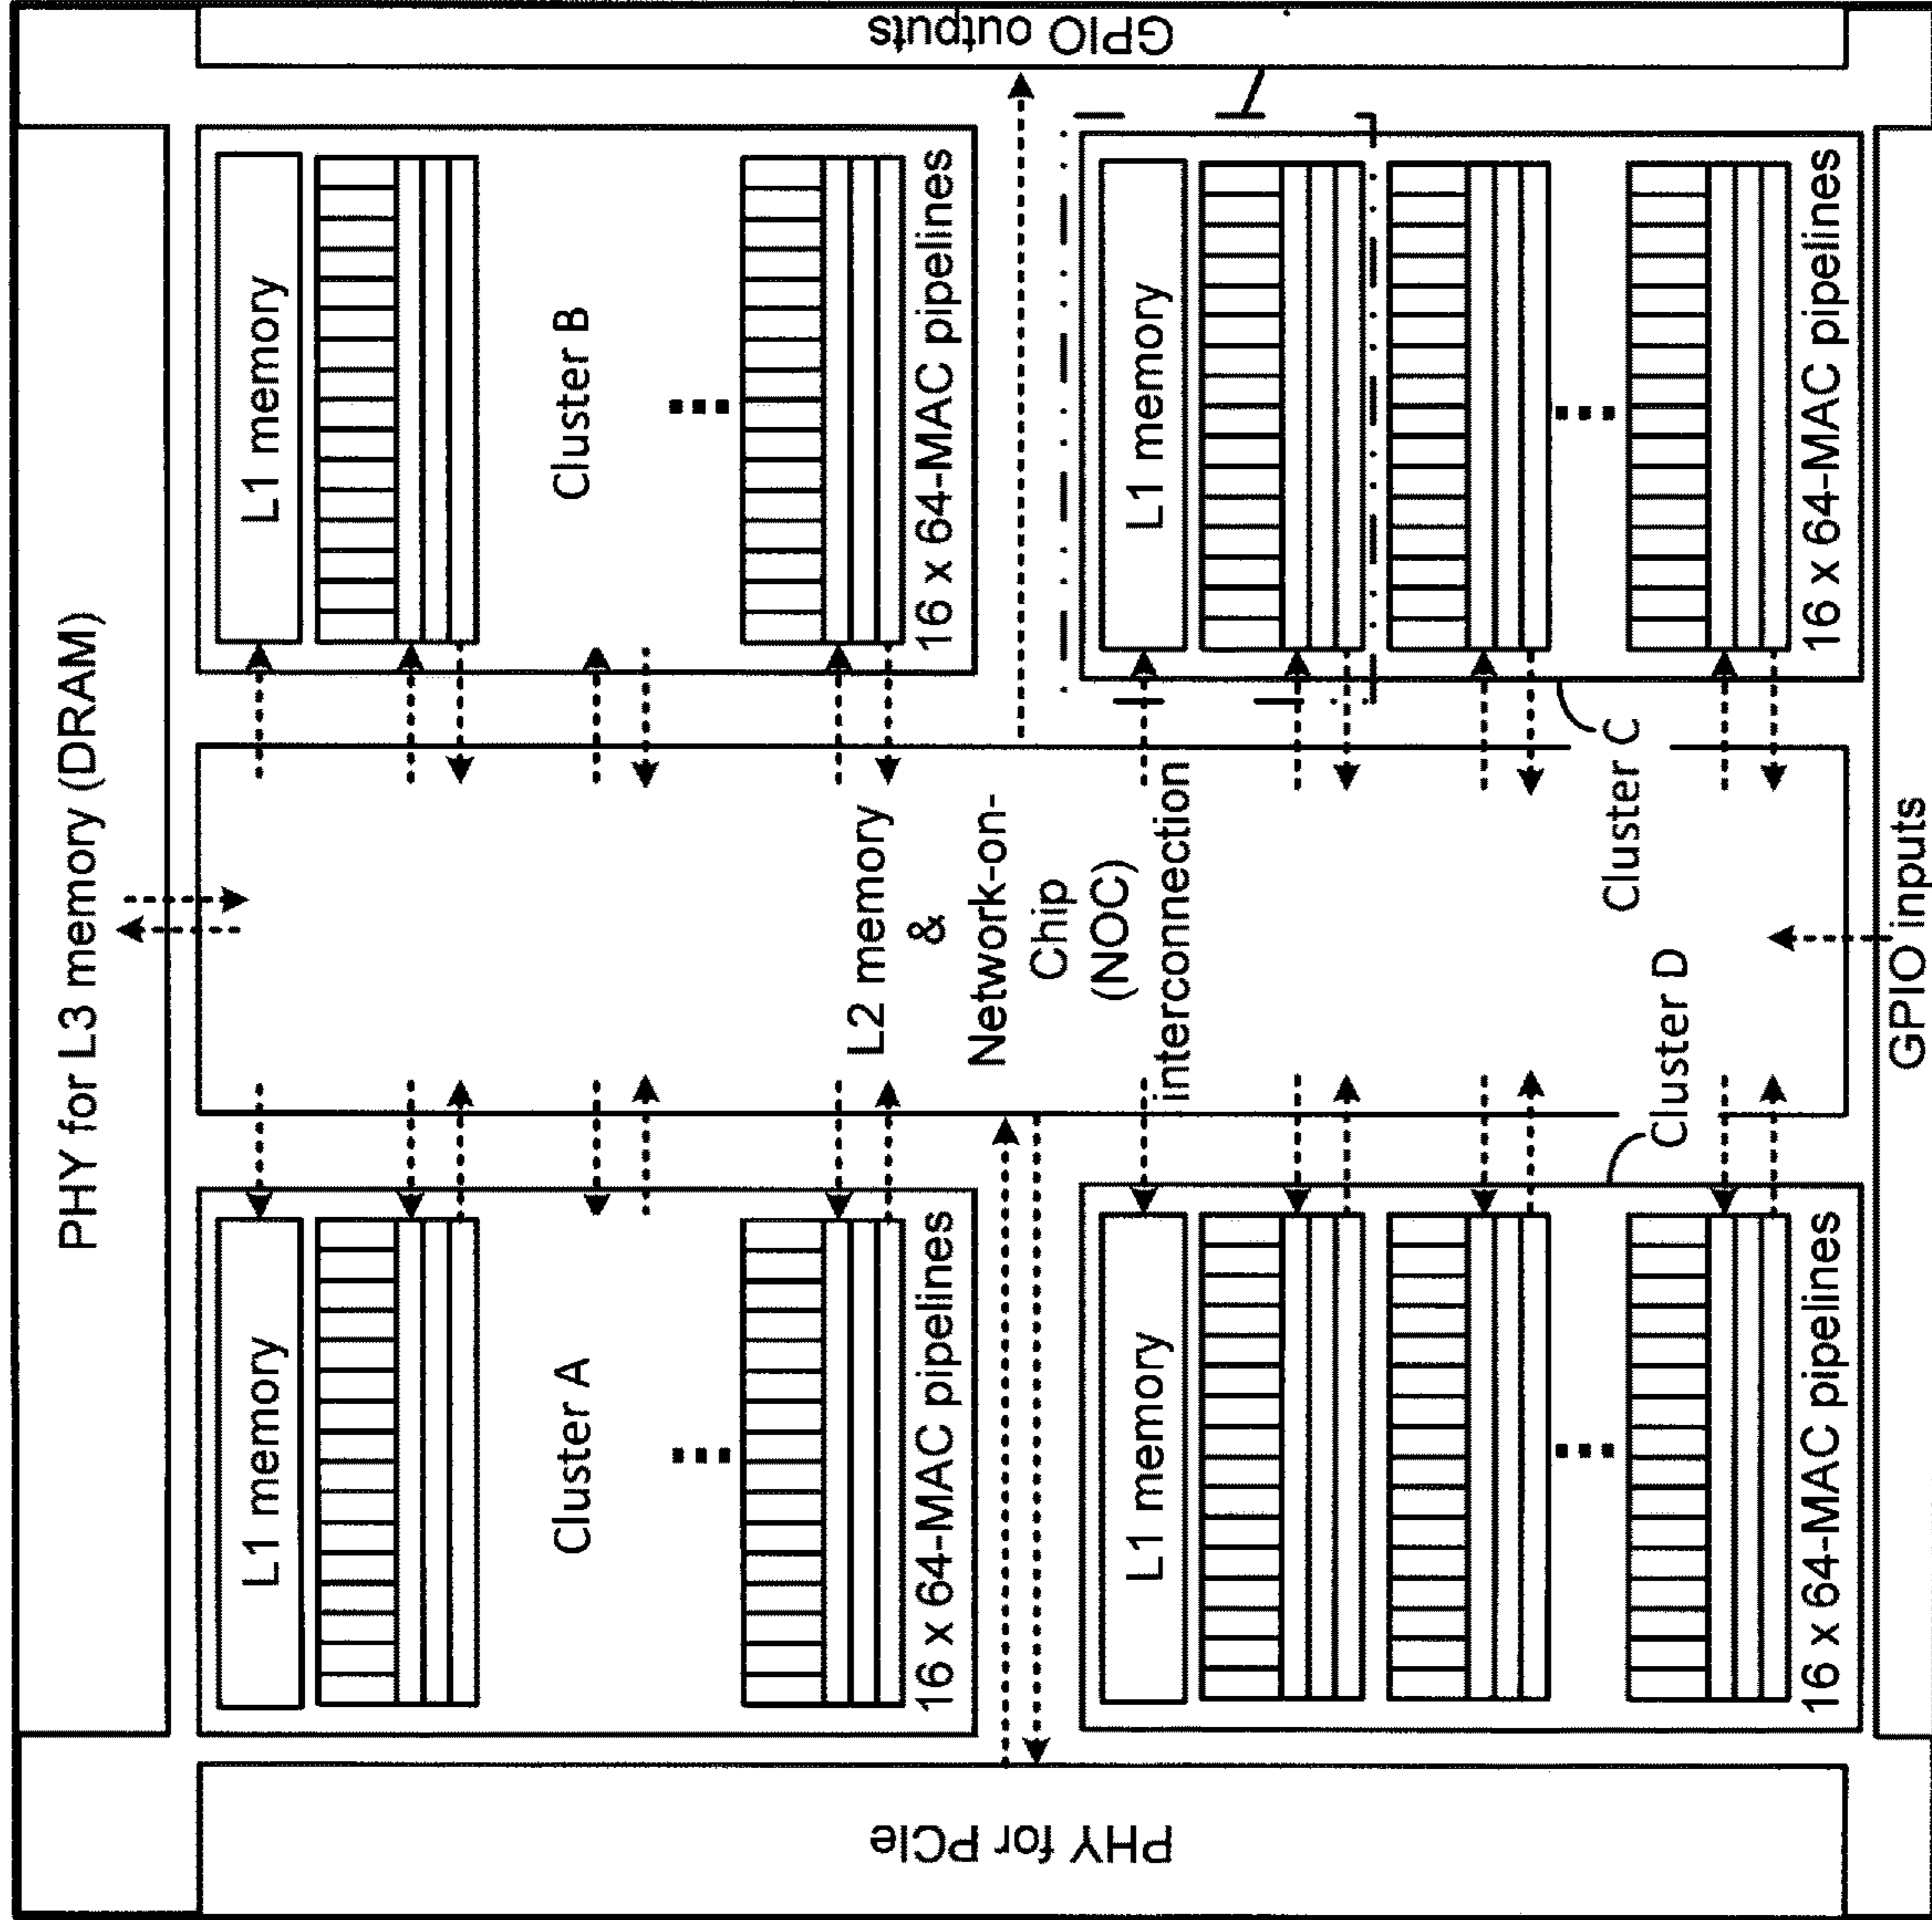 PHY for L3 memory (DRAM)
PHY for PCIe
L1 memory
Cluster A
16 x 64-MAC pipelines
L1 memory
Cluster B
16 x 64-MAC pipelines
GPIO outputs
L2 memory
&
Network-on-
Chip
(NOC)
interconnection
L1 memory
16 x 64-MAC pipelines
Cluster D
Cluster C
L1 memory
16 x 64-MAC pipelines
GPIO inputs